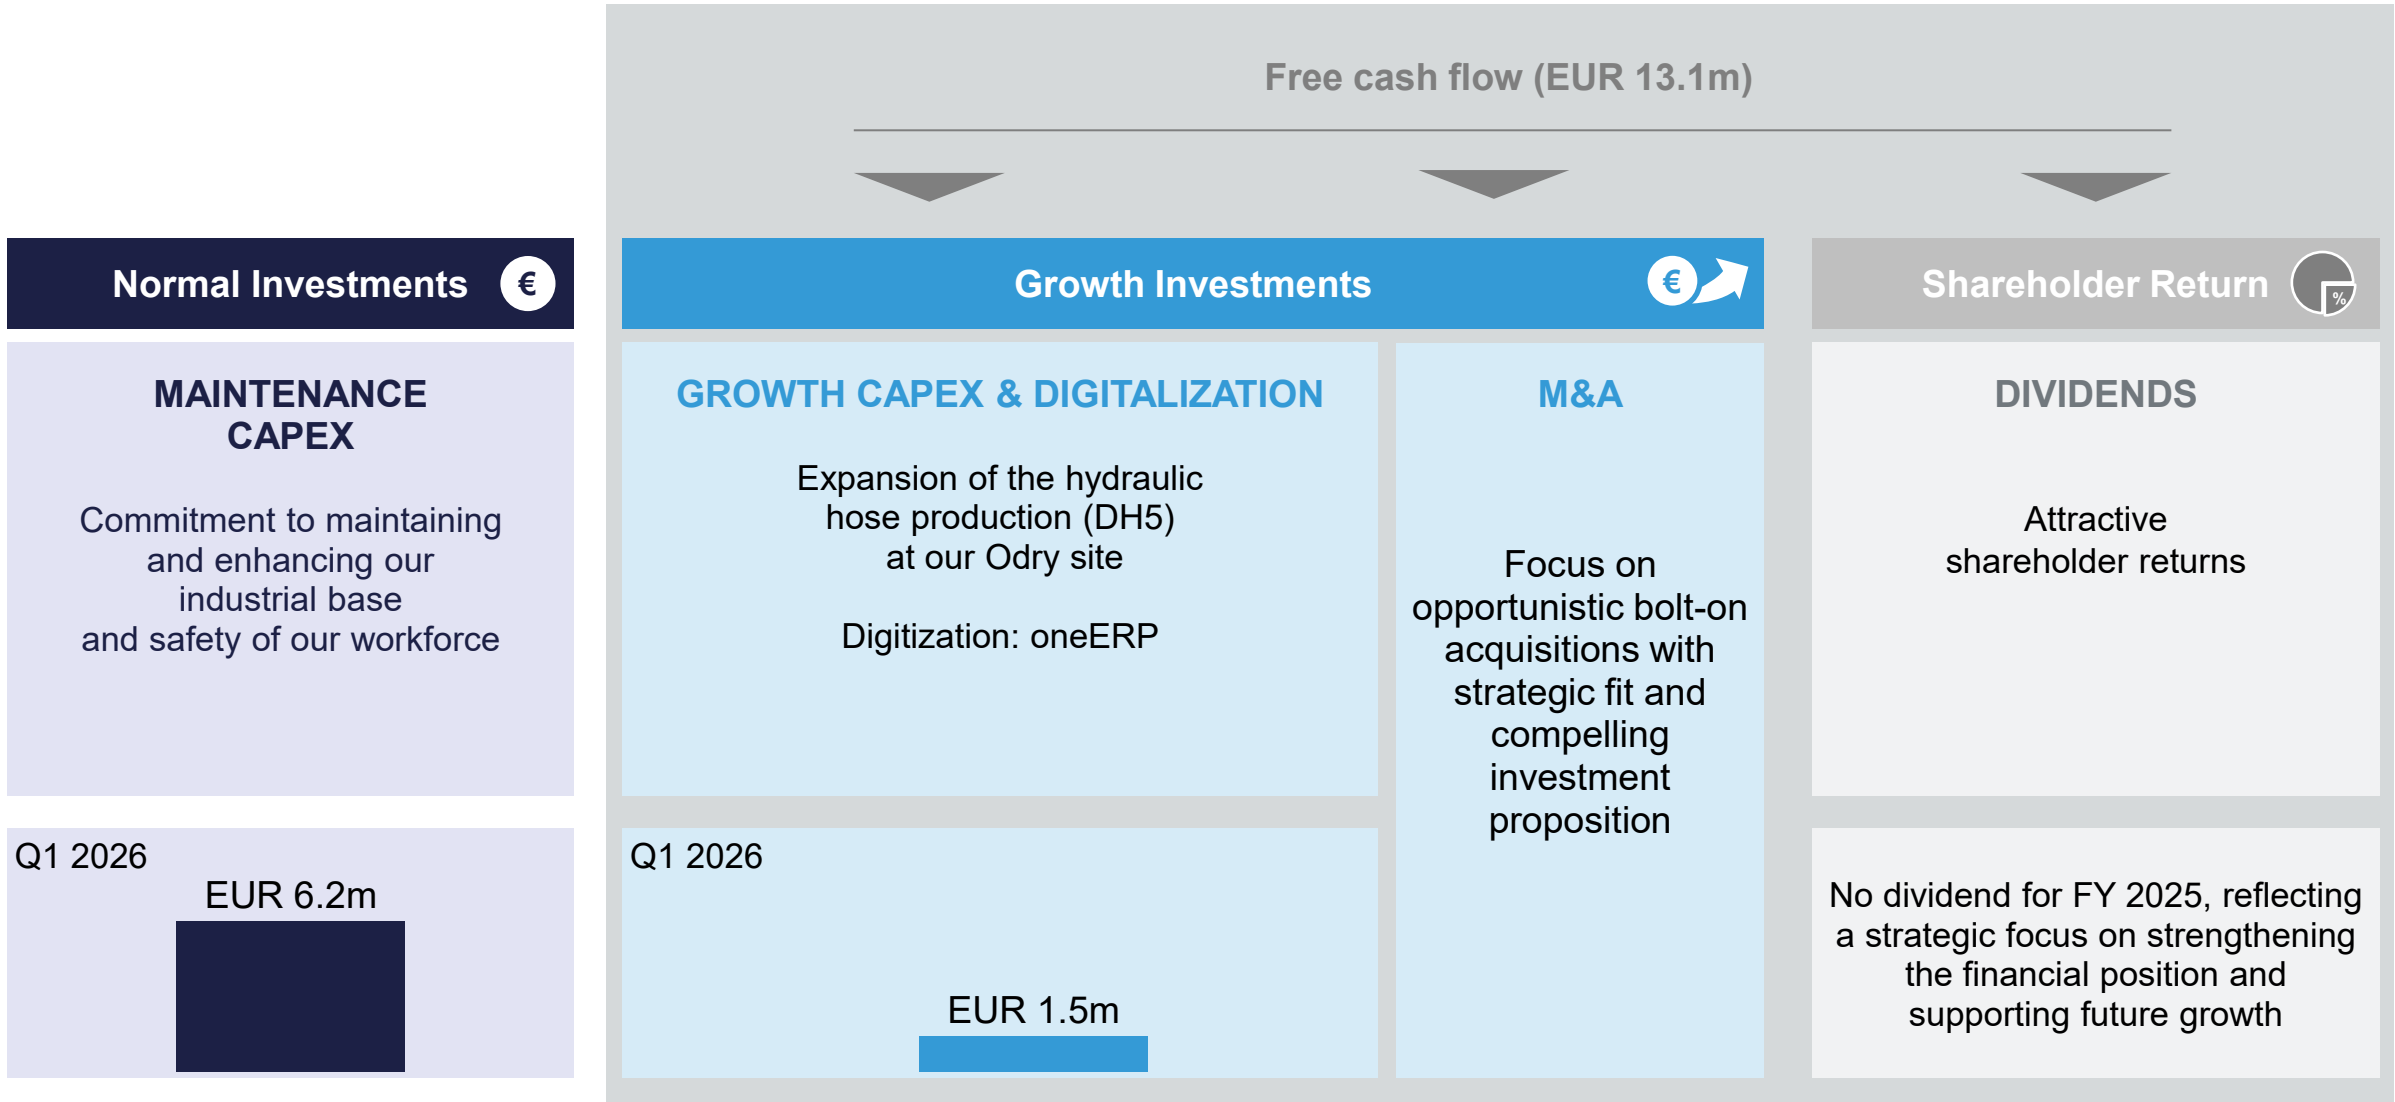 Free cash flow (EUR 13.1m)
Normal Investments €
MAINTENANCE
CAPEX
Commitment to maintaining
and enhancing our
industrial base
and safety of our workforce
Q1 2026
EUR 6.2m
Growth Investments €
GROWTH CAPEX & DIGITALIZATION
Expansion of the hydraulic
hose production (DH5)
at our Odry site
Digitization: oneERP
Q1 2026
EUR 1.5m
M&A
Focus on
opportunistic bolt-on
acquisitions with
strategic fit and
compelling
investment
proposition
Shareholder Return %
DIVIDENDS
Attractive
shareholder returns
No dividend for FY 2025, reflecting
a strategic focus on strengthening
the financial position and
supporting future growth